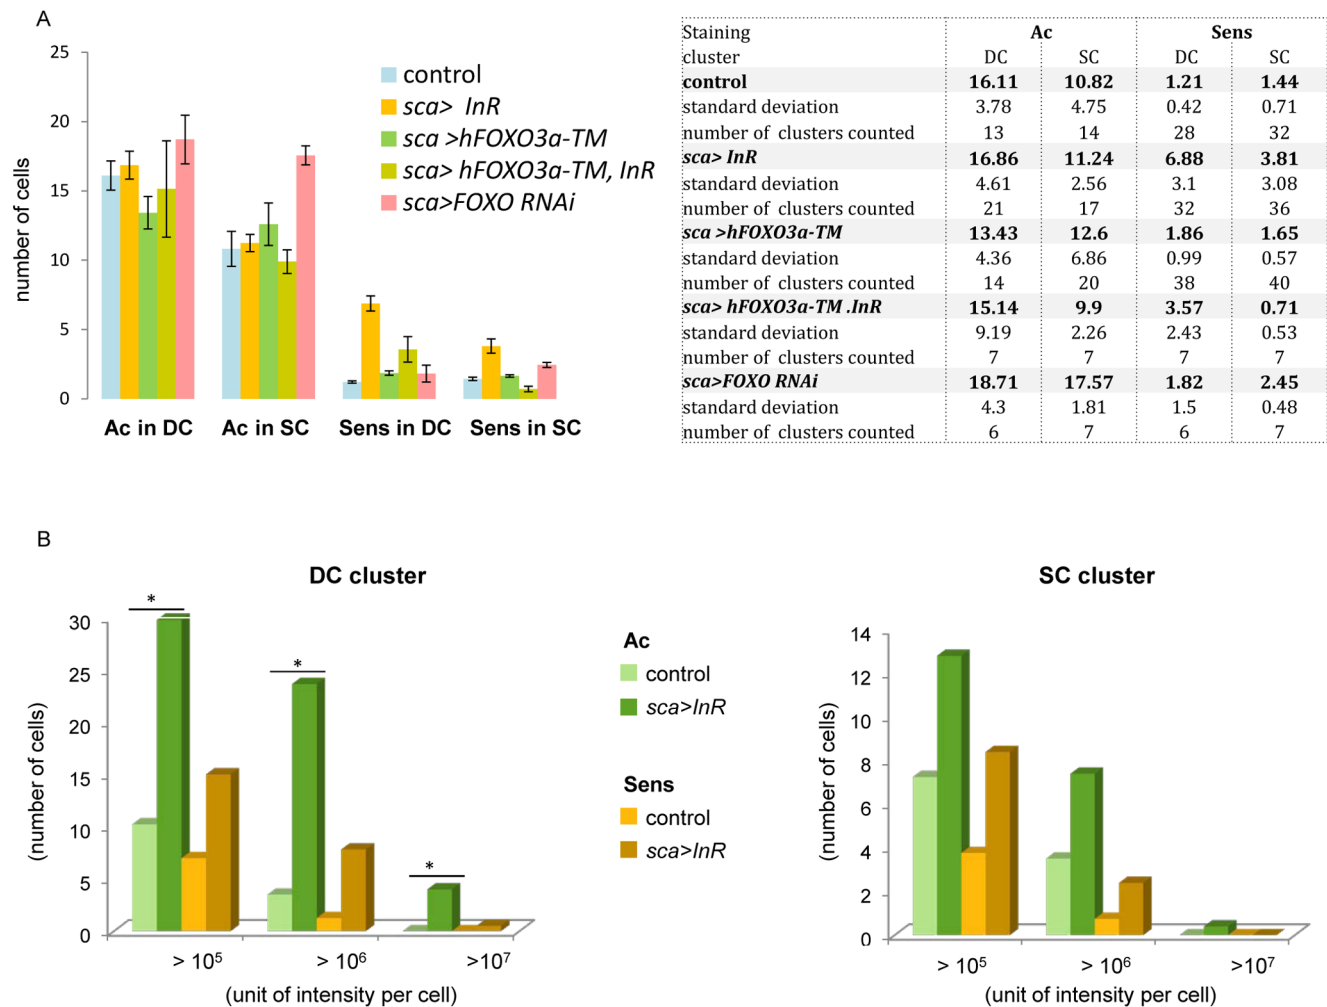 A
25
20
15
10
5
0
number of cells
control
sca> InR
sca >hFOXO3a-TM
sca> hFOXO3a-TM, InR
sca>FOXO RNAi
Ac in DC Ac in SC Sens in DC Sens in SC
Staining Ac Sens
cluster DC SC DC SC
control 16.11 10.82 1.21 1.44
standard deviation 3.78 4.75 0.42 0.71
number of clusters counted 13 14 28 32
sca> InR 16.86 11.24 6.88 3.81
standard deviation 4.61 2.56 3.1 3.08
number of clusters counted 21 17 32 36
sca >hFOXO3a-TM 13.43 12.6 1.86 1.65
standard deviation 4.36 6.86 0.99 0.57
number of clusters counted 14 20 38 40
sca> hFOXO3a-TM .InR 15.14 9.9 3.57 0.71
standard deviation 9.19 2.26 2.43 0.53
number of clusters counted 7 7 7 7
sca>FOXO RNAi 18.71 17.57 1.82 2.45
standard deviation 4.3 1.81 1.5 0.48
number of clusters counted 6 7 6 7
B
DC cluster
30
25
20
15
10
5
0
(number of cells)
*
*
*
> 10⁵ > 10⁶ >10⁷
(unit of intensity per cell)
Ac
control
sca>InR
Sens
control
sca>InR
SC cluster
14
12
10
8
6
4
2
0
(number of cells)
> 10⁵ > 10⁶ >10⁷
(unit of intensity per cell)